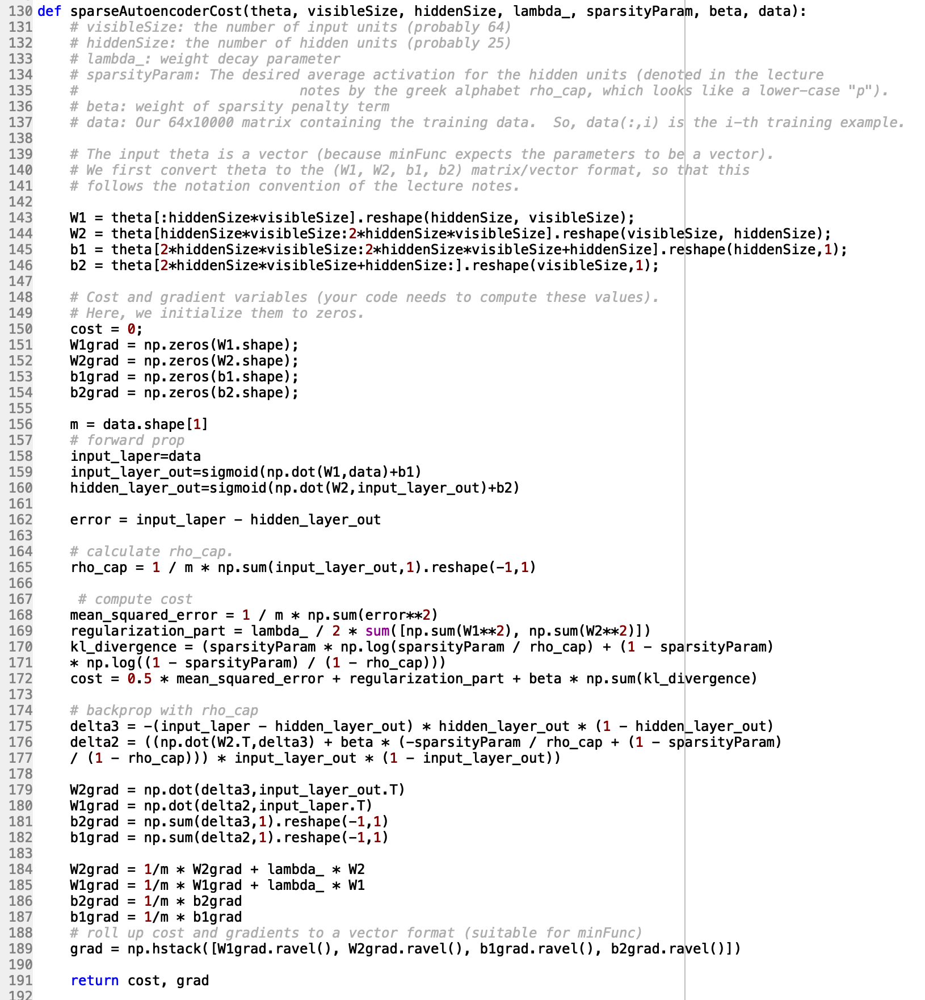 130 def sparseAutoencoderCost(theta, visibleSize, hiddenSize, lambda_, sparsityParam, beta, data):
131     # visibleSize: the number of input units (probably 64)
132     # hiddenSize: the number of hidden units (probably 25)
133     # lambda_: weight decay parameter
134     # sparsityParam: The desired average activation for the hidden units (denoted in the lecture
135     #                           notes by the greek alphabet rho_cap, which looks like a lower-case "p").
136     # beta: weight of sparsity penalty term
137     # data: Our 64x10000 matrix containing the training data.  So, data(:,i) is the i-th training example.
138
139     # The input theta is a vector (because minFunc expects the parameters to be a vector).
140     # We first convert theta to the (W1, W2, b1, b2) matrix/vector format, so that this
141     # follows the notation convention of the lecture notes.
142
143     W1 = theta[:hiddenSize*visibleSize].reshape(hiddenSize, visibleSize);
144     W2 = theta[hiddenSize*visibleSize:2*hiddenSize*visibleSize].reshape(visibleSize, hiddenSize);
145     b1 = theta[2*hiddenSize*visibleSize:2*hiddenSize*visibleSize+hiddenSize].reshape(hiddenSize,1);
146     b2 = theta[2*hiddenSize*visibleSize+hiddenSize:].reshape(visibleSize,1);
147
148     # Cost and gradient variables (your code needs to compute these values).
149     # Here, we initialize them to zeros.
150     cost = 0;
151     W1grad = np.zeros(W1.shape);
152     W2grad = np.zeros(W2.shape);
153     b1grad = np.zeros(b1.shape);
154     b2grad = np.zeros(b2.shape);
155
156     m = data.shape[1]
157     # forward prop
158     input_laper=data
159     input_layer_out=sigmoid(np.dot(W1,data)+b1)
160     hidden_layer_out=sigmoid(np.dot(W2,input_layer_out)+b2)
161
162     error = input_laper - hidden_layer_out
163
164     # calculate rho_cap.
165     rho_cap = 1 / m * np.sum(input_layer_out,1).reshape(-1,1)
166
167      # compute cost
168     mean_squared_error = 1 / m * np.sum(error**2)
169     regularization_part = lambda_ / 2 * sum([np.sum(W1**2), np.sum(W2**2)])
170     kl_divergence = (sparsityParam * np.log(sparsityParam / rho_cap) + (1 - sparsityParam)
171     * np.log((1 - sparsityParam) / (1 - rho_cap)))
172     cost = 0.5 * mean_squared_error + regularization_part + beta * np.sum(kl_divergence)
173
174     # backprop with rho_cap
175     delta3 = -(input_laper - hidden_layer_out) * hidden_layer_out * (1 - hidden_layer_out)
176     delta2 = ((np.dot(W2.T,delta3) + beta * (-sparsityParam / rho_cap + (1 - sparsityParam)
177     / (1 - rho_cap))) * input_layer_out * (1 - input_layer_out))
178
179     W2grad = np.dot(delta3,input_layer_out.T)
180     W1grad = np.dot(delta2,input_laper.T)
181     b2grad = np.sum(delta3,1).reshape(-1,1)
182     b1grad = np.sum(delta2,1).reshape(-1,1)
183
184     W2grad = 1/m * W2grad + lambda_ * W2
185     W1grad = 1/m * W1grad + lambda_ * W1
186     b2grad = 1/m * b2grad
187     b1grad = 1/m * b1grad
188     # roll up cost and gradients to a vector format (suitable for minFunc)
189     grad = np.hstack([W1grad.ravel(), W2grad.ravel(), b1grad.ravel(), b2grad.ravel()])
190
191     return cost, grad
192